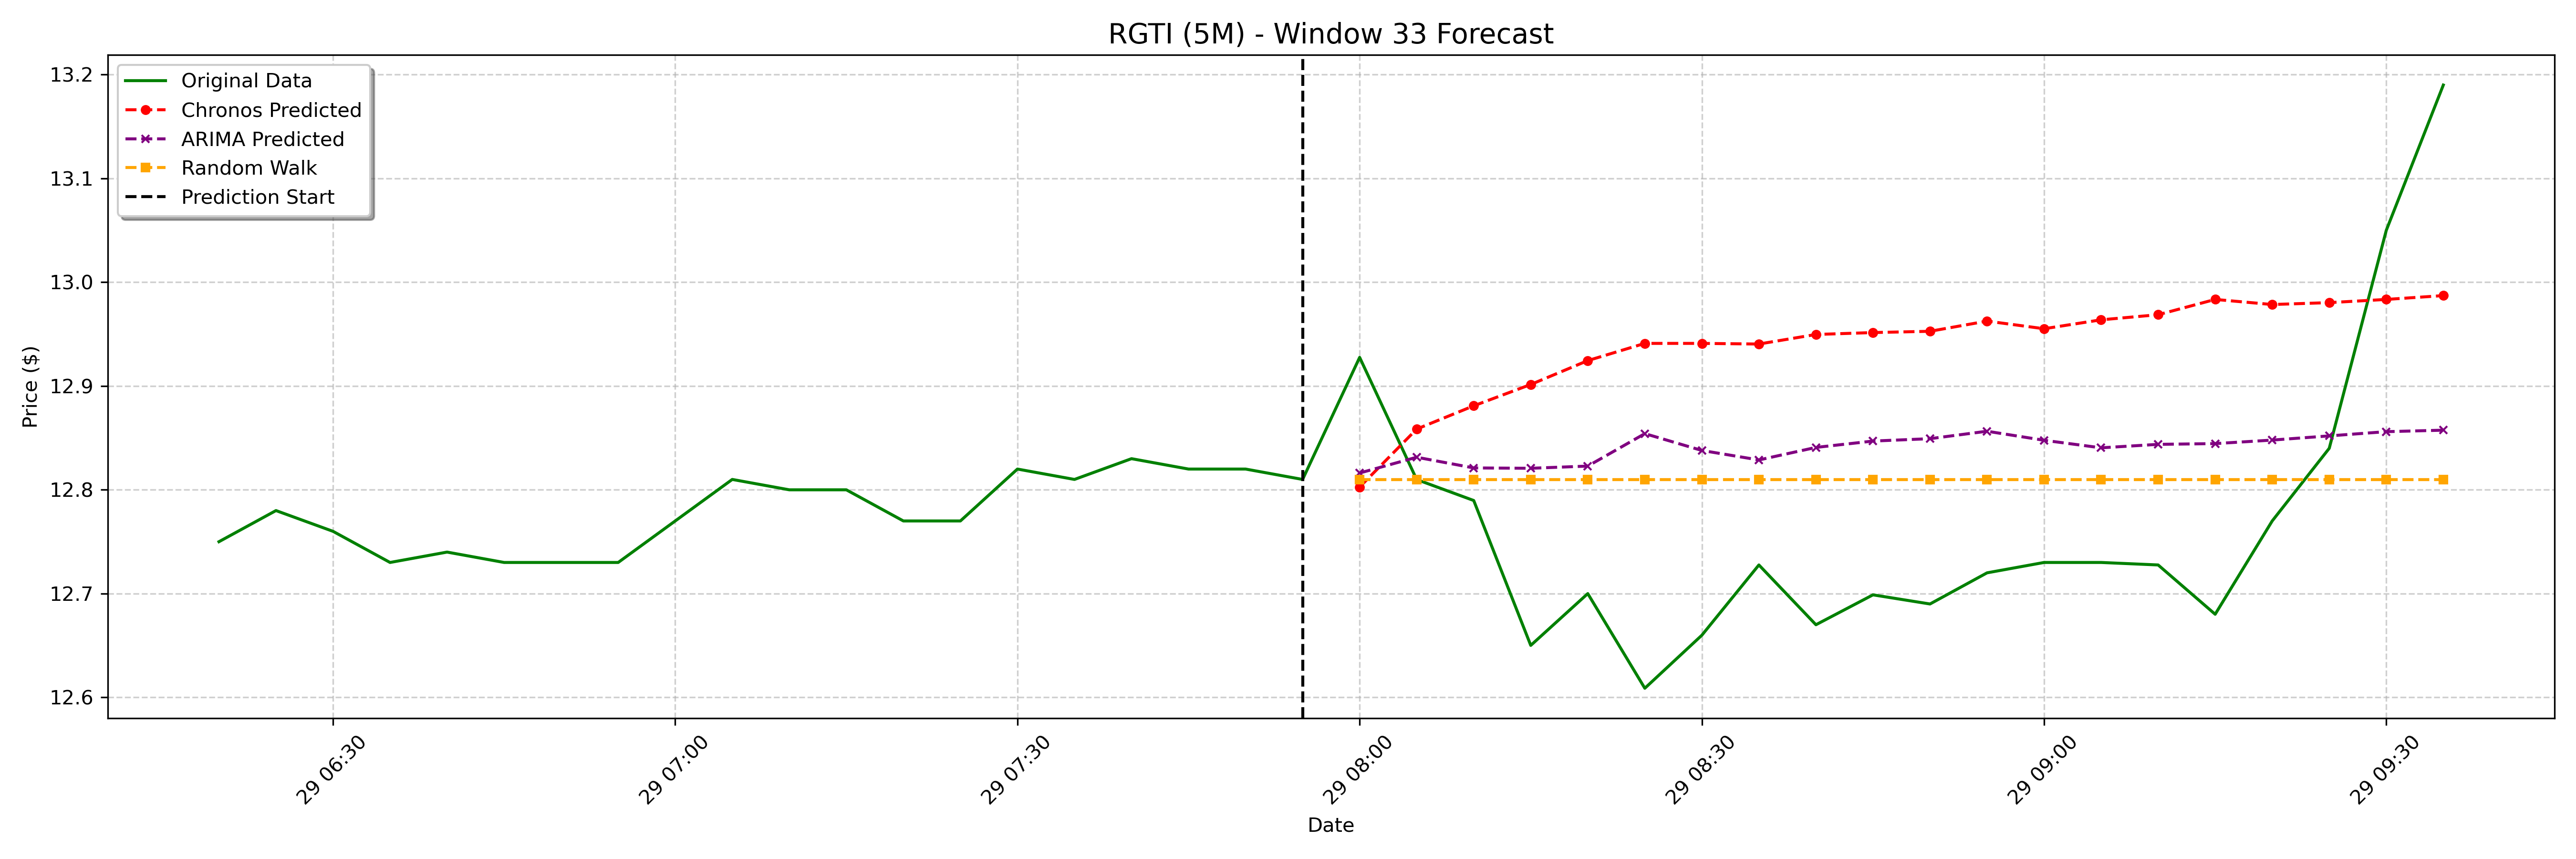 RGTI (5M) - Window 33 Forecast
Original Data
Chronos Predicted
ARIMA Predicted
Random Walk
Prediction Start
Price ($)
13.2
13.1
13.0
12.9
12.8
12.7
12.6
29 06:30
29 07:00
29 07:30
29 08:00
29 08:30
29 09:00
29 09:30
Date